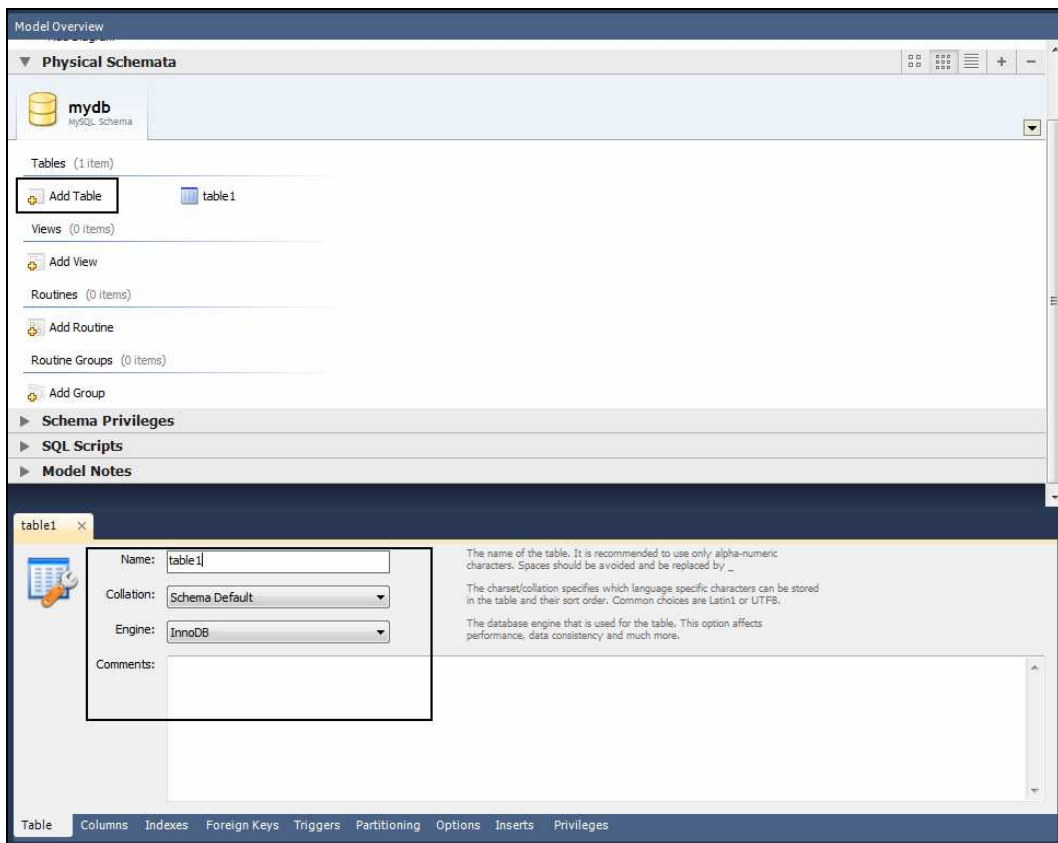 Model Overview
Physical Schemata
mydb
MySQL Schema
Tables (1 item)
Add Table
table1
Views (0 items)
Add View
Routines (0 items)
Add Routine
Routine Groups (0 items)
Add Group
Schema Privileges
SQL Scripts
Model Notes
table1
Name: table1
The name of the table. It is recommended to use only alpha-numeric
characters. Spaces should be avoided and be replaced by _
Collation: Schema Default
The charset/collation specifies which language specific characters can be stored
in the table and their sort order. Common choices are Latin1 or UTF8.
Engine: InnoDB
The database engine that is used for the table. This option affects
performance, data consistency and much more.
Comments:
Table Columns Indexes Foreign Keys Triggers Partitioning Options Inserts Privileges